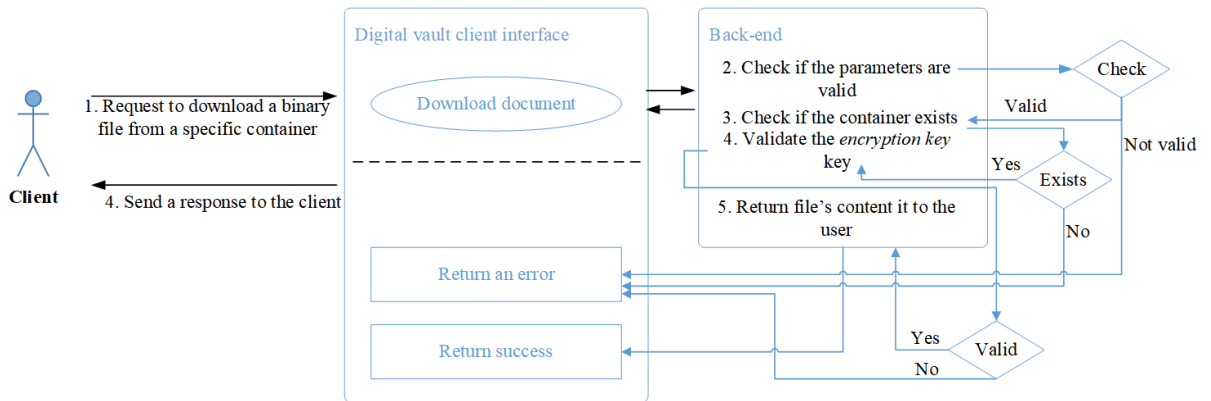 Digital vault client interface
Back-end
2. Check if the parameters are
valid
Check
Download document
1. Request to download a binary
file from a specific container
Valid
3. Check if the container exists
4. Validate the encryption key
key
Not valid
Yes
Exists
Client
4. Send a response to the client
5. Return file's content it to the
user
No
Return an error
Return success
Yes
Valid
No